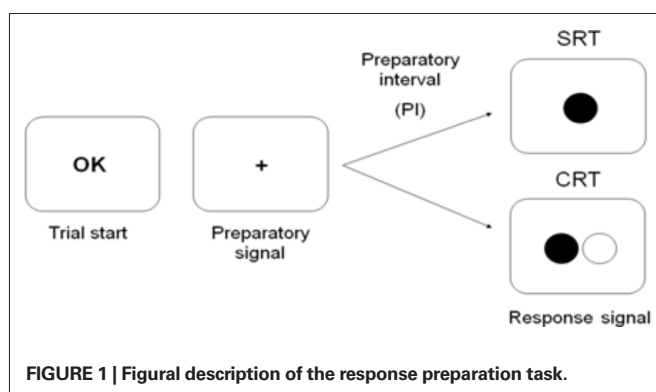 SRT
Preparatory
interval
(PI)
OK
+
Trial start
Preparatory
signal
CRT
Response signal
FIGURE 1 | Figural description of the response preparation task.